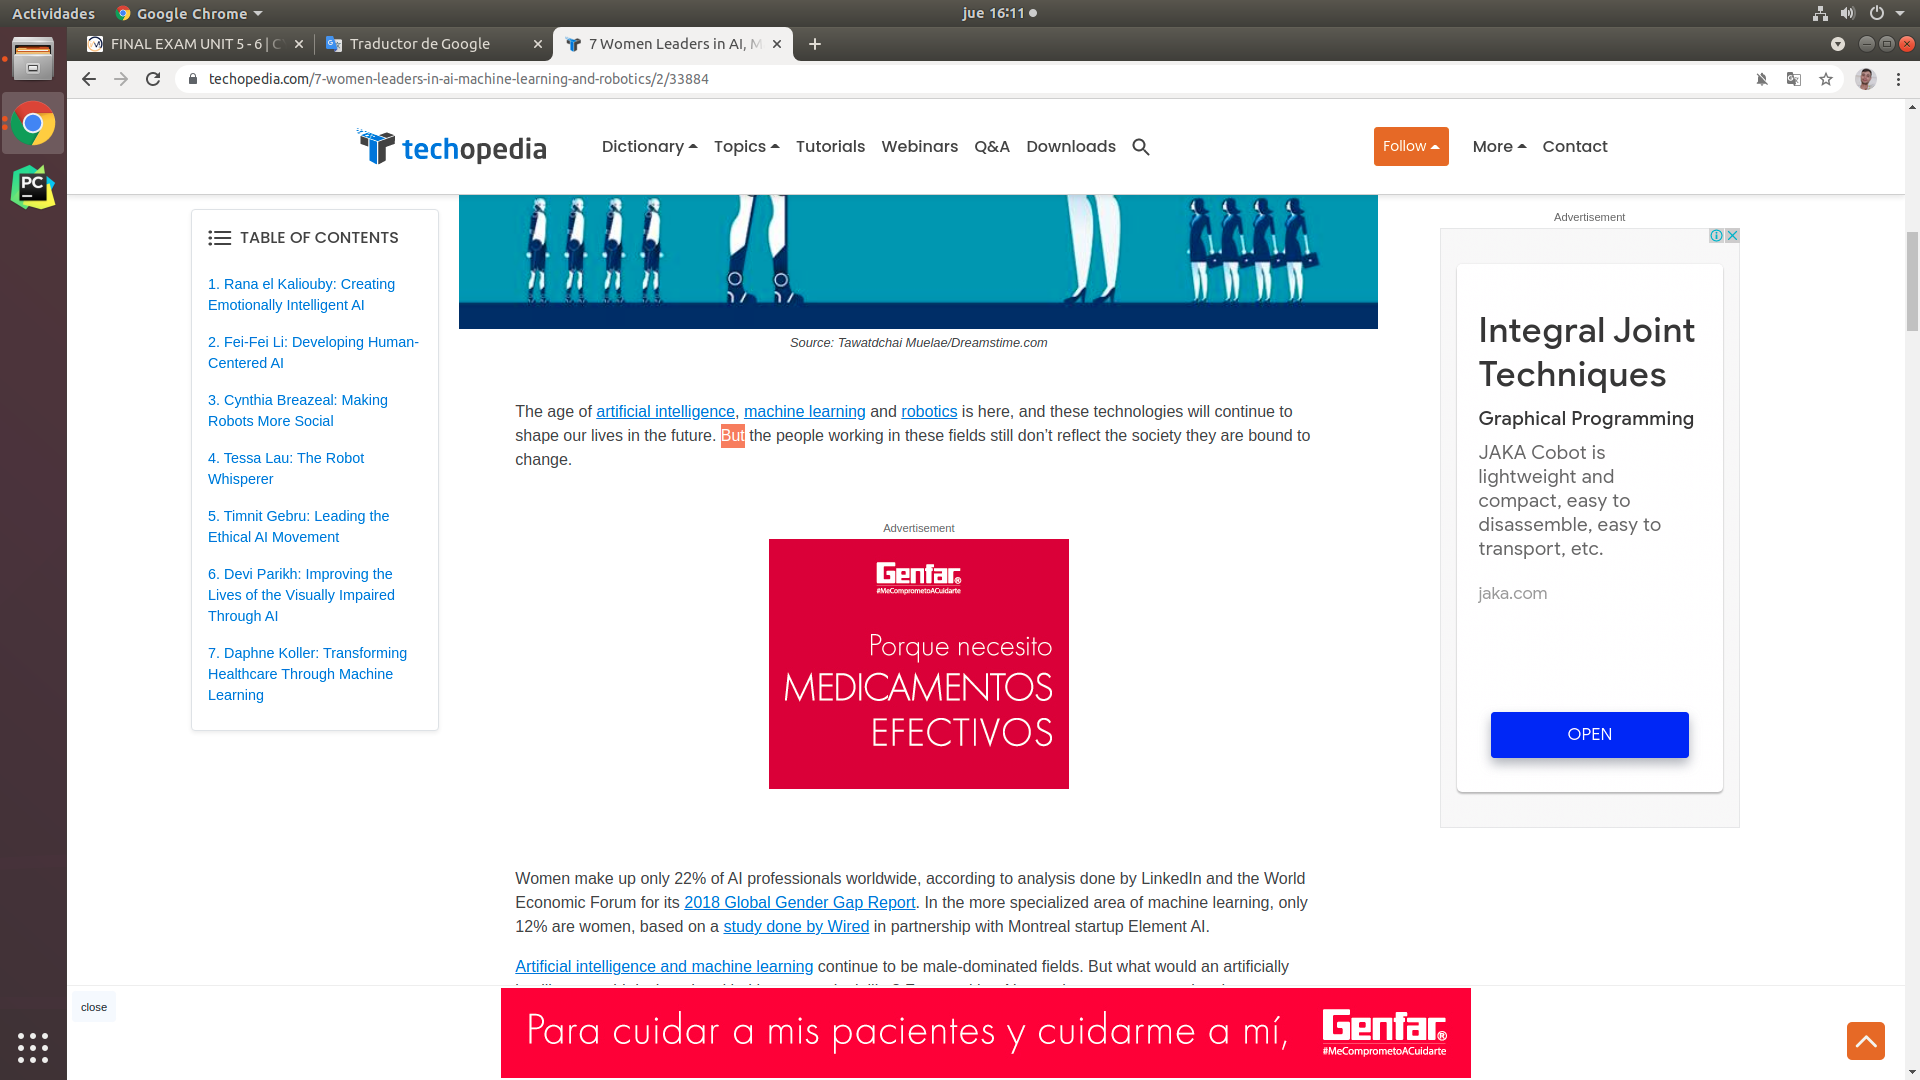 Actividades
Google Chrome
jue 16:11
FINAL EXAM UNIT 5 - 6 | C
Traductor de Google
7 Women Leaders in AI, M
techopedia.com/7-women-leaders-in-ai-machine-learning-and-robotics/2/33884
techopedia
Dictionary
Topics
Tutorials
Webinars
Q&A
Downloads
Follow
More
Contact
PC
TABLE OF CONTENTS
1. Rana el Kaliouby: Creating
Emotionally Intelligent AI
2. Fei-Fei Li: Developing Human-
Centered AI
3. Cynthia Breazeal: Making
Robots More Social
4. Tessa Lau: The Robot
Whisperer
5. Timnit Gebru: Leading the
Ethical AI Movement
6. Devi Parikh: Improving the
Lives of the Visually Impaired
Through AI
7. Daphne Koller: Transforming
Healthcare Through Machine
Learning
Source: Tawatdchai Muelae/Dreamstime.com
The age of artificial intelligence, machine learning and robotics is here, and these technologies will continue to
shape our lives in the future. But the people working in these fields still don’t reflect the society they are bound to
change.
Advertisement
Genfar
#MeComprometoACuidarte
Porque necesito
MEDICAMENTOS
EFECTIVOS
Women make up only 22% of AI professionals worldwide, according to analysis done by LinkedIn and the World
Economic Forum for its 2018 Global Gender Gap Report. In the more specialized area of machine learning, only
12% are women, based on a study done by Wired in partnership with Montreal startup Element AI.
Artificial intelligence and machine learning continue to be male-dominated fields. But what would an artificially
Advertisement
Integral Joint
Techniques
Graphical Programming
JAKA Cobot is
lightweight and
compact, easy to
disassemble, easy to
transport, etc.
jaka.com
OPEN
close
Para cuidar a mis pacientes y cuidarme a mí,
Genfar
#MeComprometoACuidarte